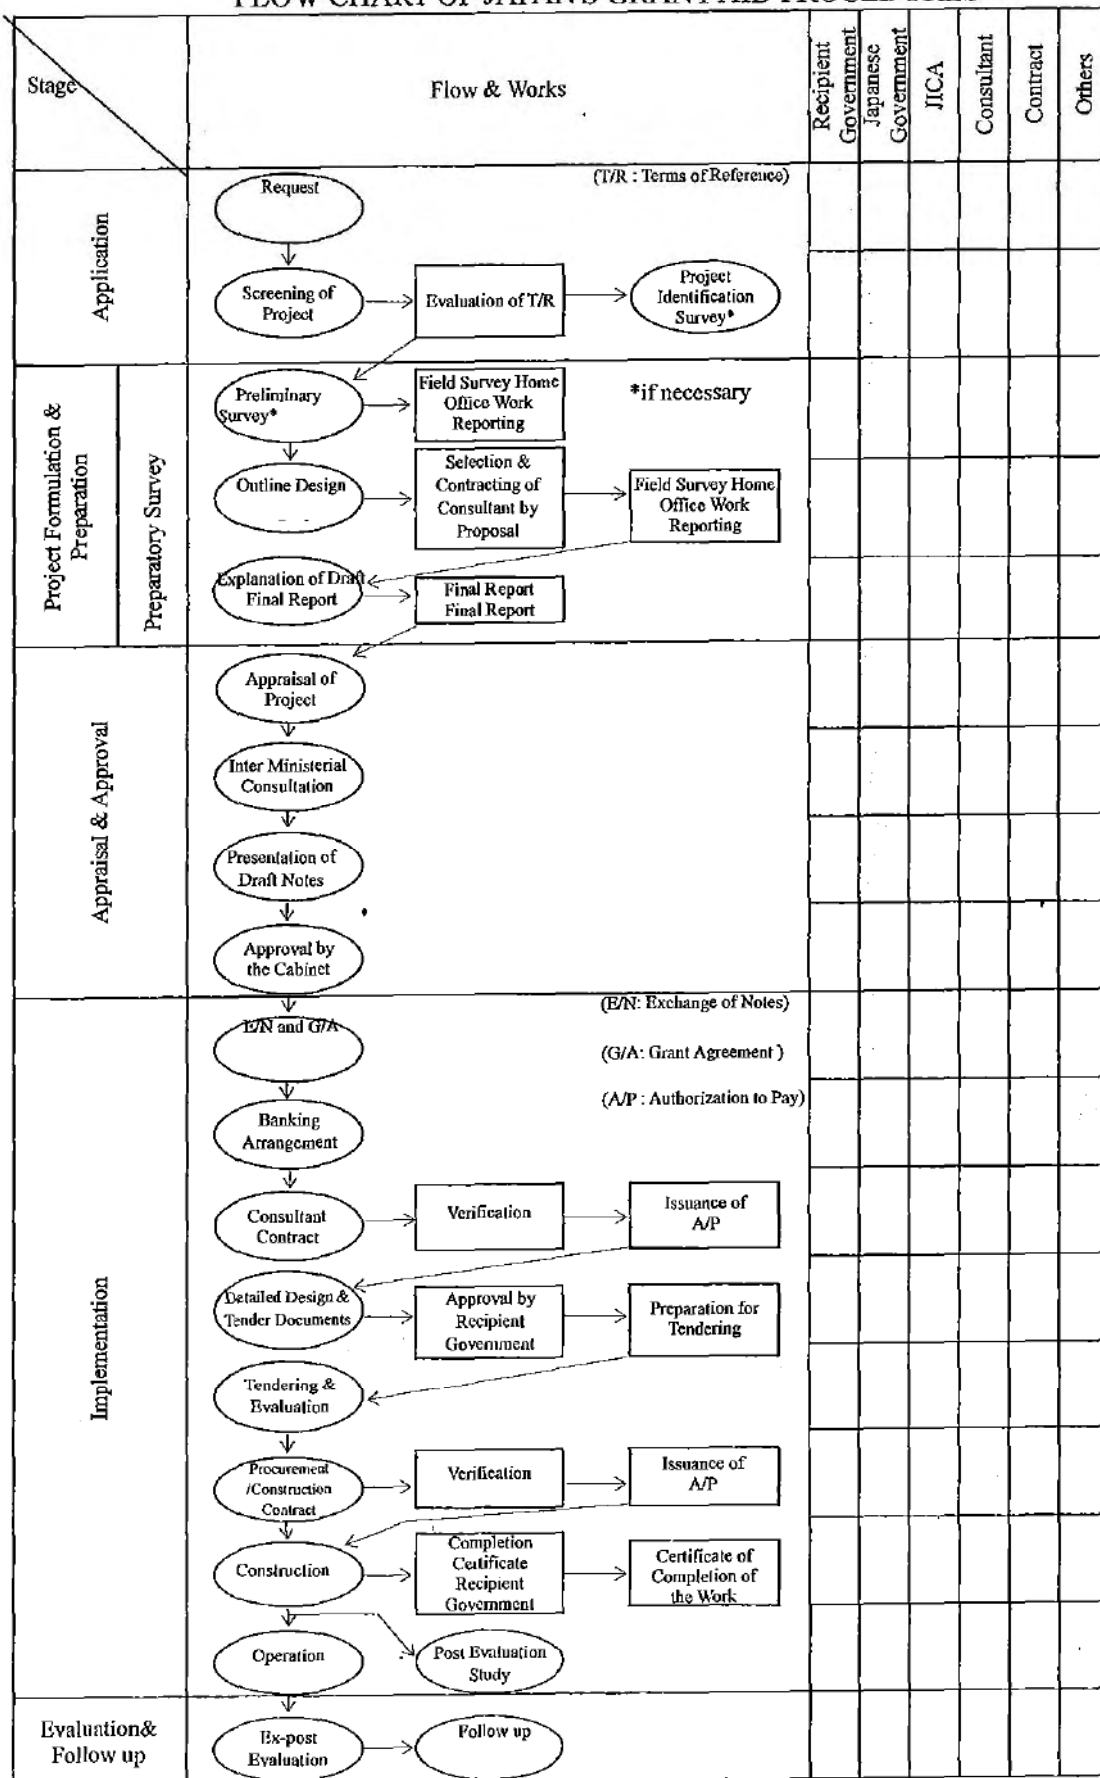 Stage
Flow & Works
Recipient
Government
Japanese
Government
JICA
Consultant
Contract
Others
Application
(T/R : Terms of Reference)
Request
Screening of
Project
Evaluation of T/R
Project
Identification
Survey*
Project Formulation &
Preparation
Preparatory Survey
Preliminary
Survey*
Field Survey Home
Office Work
Reporting
*if necessary
Outline Design
Selection &
Contracting of
Consultant by
Proposal
Field Survey Home
Office Work
Reporting
Explanation of Draft
Final Report
Final Report
Final Report
Appraisal & Approval
Appraisal of
Project
Inter Ministerial
Consultation
Presentation of
Draft Notes
Approval by
the Cabinet
Implementation
(E/N: Exchange of Notes)
E/N and G/A
(G/A: Grant Agreement )
(A/P : Authorization to Pay)
Banking
Arrangement
Consultant
Contract
Verification
Issuance of
A/P
Detailed Design &
Tender Documents
Approval by
Recipient
Government
Preparation for
Tendering
Tendering &
Evaluation
Procurement
/Construction
Contract
Verification
Issuance of
A/P
Construction
Completion
Certificate
Recipient
Government
Certificate of
Completion of
the Work
Operation
Post Evaluation
Study
Evaluation&
Follow up
Ex-post
Evaluation
Follow up